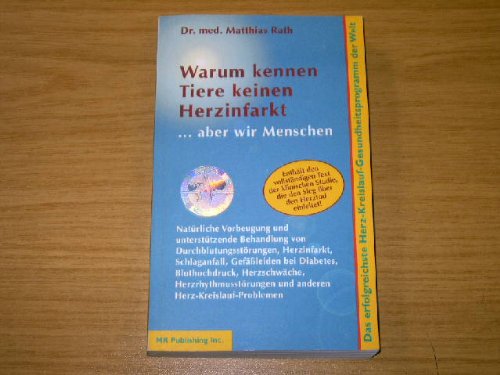 Dr. med. Matthias Rath
Warum kennen
Tiere keinen
Herzinfarkt
... aber wir Menschen
Enthält den
vollständigen Text
der klinischen Studie,
die den Sieg über
den Herztod
einleitet!
Natürliche Vorbeugung und
unterstützende Behandlung von
Durchblutungsstörungen, Herzinfarkt,
Schlaganfall, Gefäßleiden bei Diabetes,
Bluthochdruck, Herzschwäche,
Herzrhythmusstörungen und anderen
Herz-Kreislauf-Problemen
MR Publishing Inc.
Das erfolgreichste Herz-Kreislauf-Gesundheitsprogramm der Welt